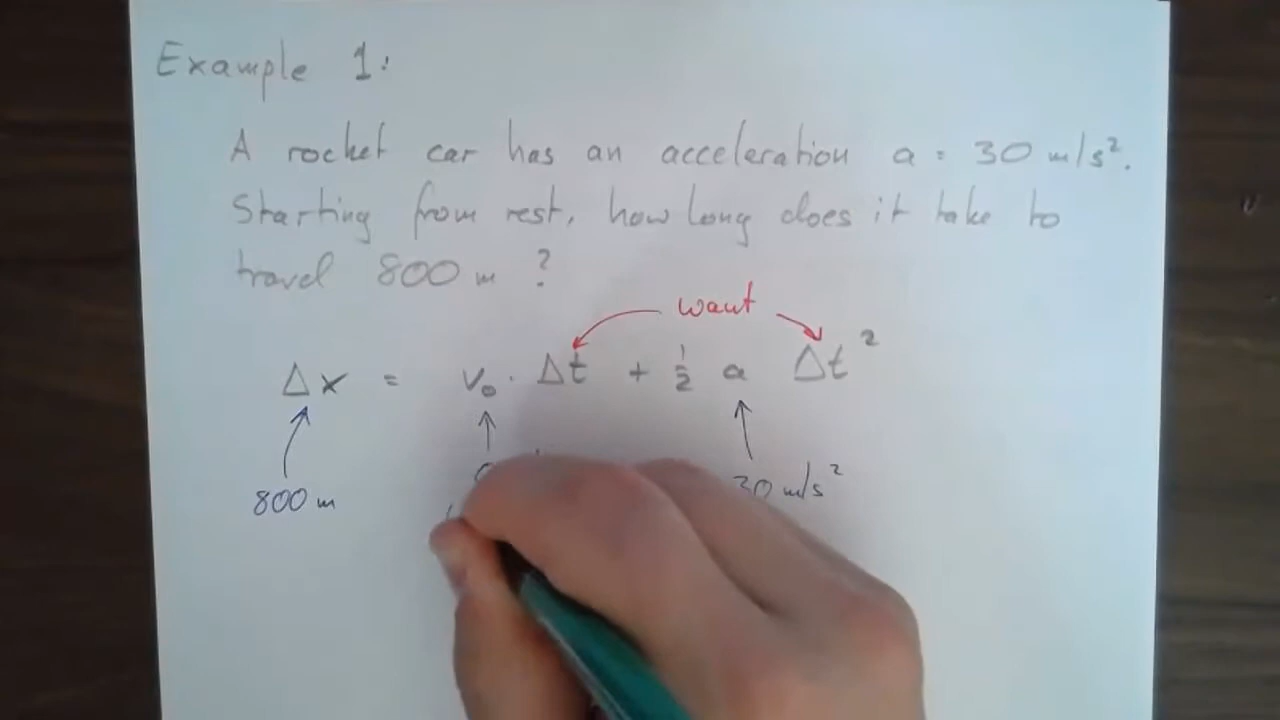 Example 1:
A rocket car has an acceleration a = 30 m/s².
Starting from rest, how long does it take to
travel 800 m ?
want
Δx = v₀ · Δt + ½ a Δt²
800 m 30 m/s²